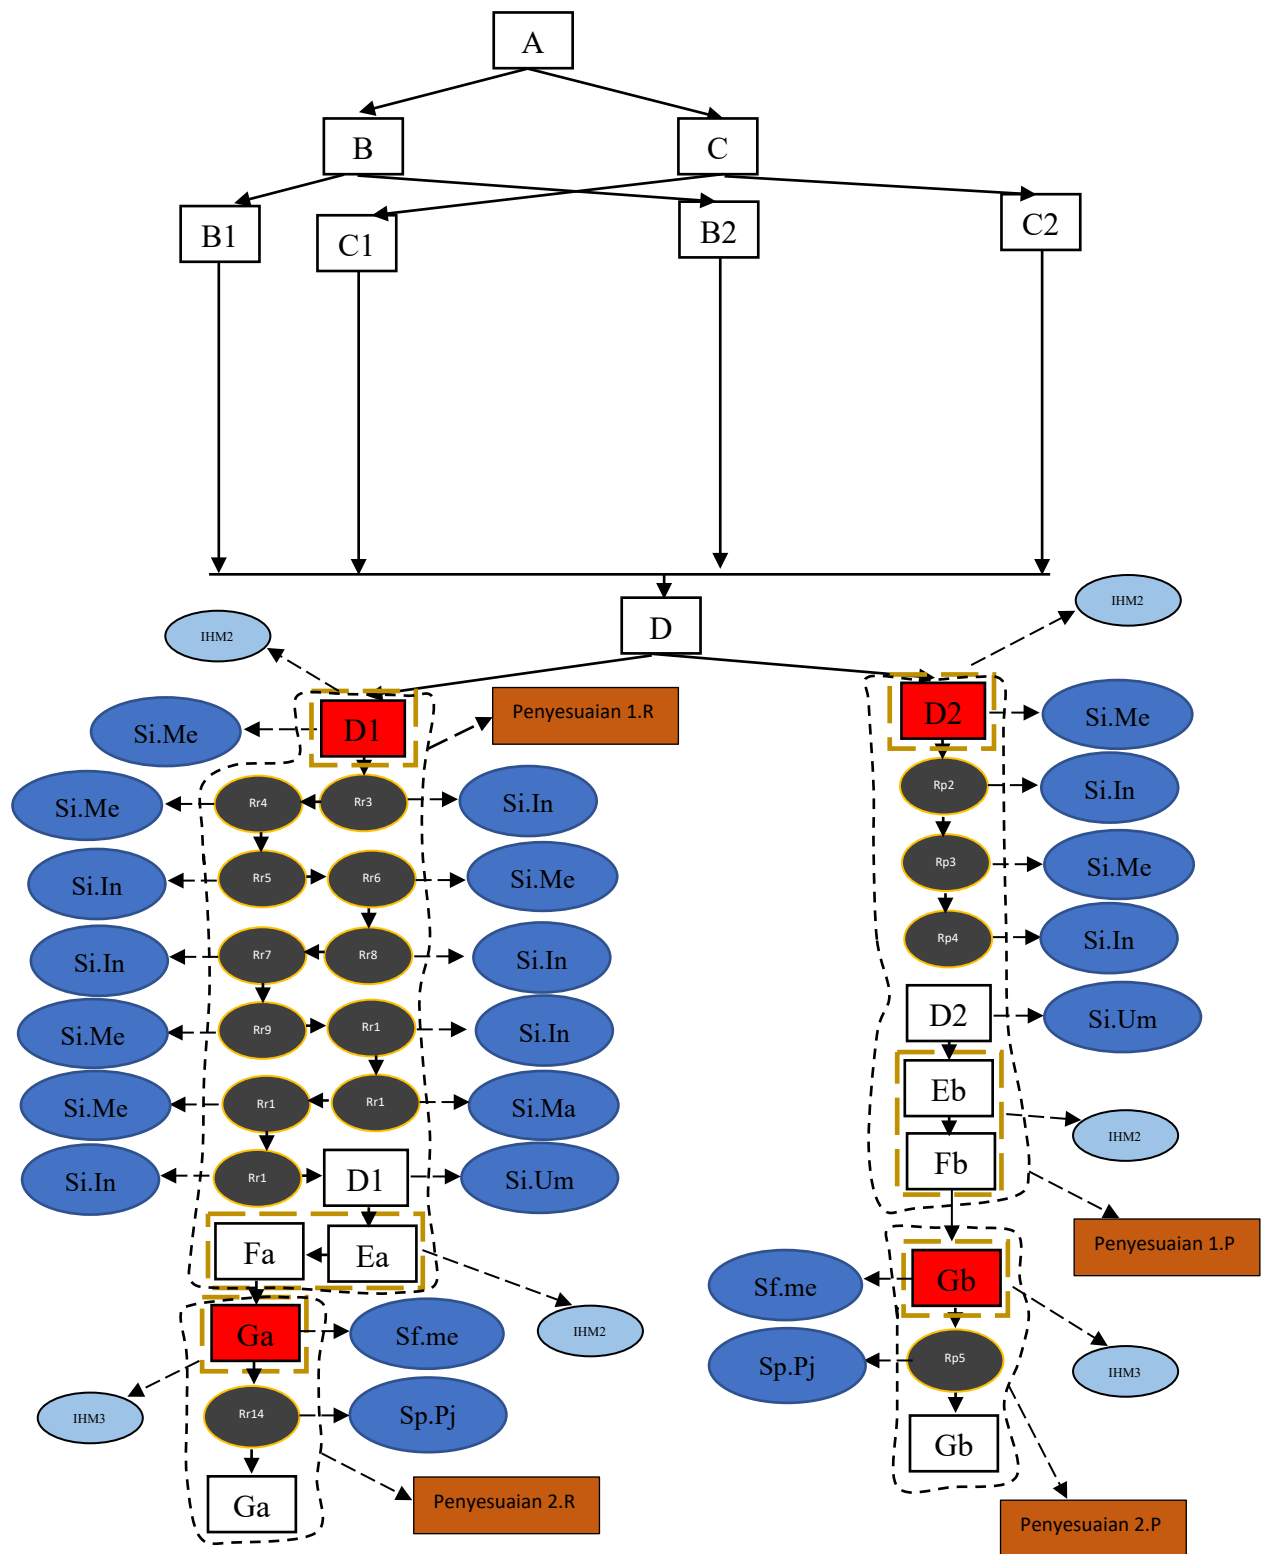 A
B
C
B1
C1
B2
C2
D
IHM2
IHM2
D1
Penyesuaian 1.R
D2
Si.Me
Si.Me
Si.Me
Rr4
Rr3
Si.In
Rp2
Si.In
Si.In
Rr5
Rr6
Si.Me
Rp3
Si.Me
Si.In
Rr7
Rr8
Si.In
Rp4
Si.In
Si.Me
Rr9
Rr1
Si.In
D2
Si.Um
Si.Me
Rr1
Rr1
Si.Ma
Eb
IHM2
Si.In
Rr1
D1
Si.Um
Fb
Fa
Ea
Penyesuaian 1.P
Sf.me
Gb
Ga
Sf.me
IHM2
Sp.Pj
Rp5
IHM3
IHM3
Rr14
Sp.Pj
Gb
Ga
Penyesuaian 2.R
Penyesuaian 2.P